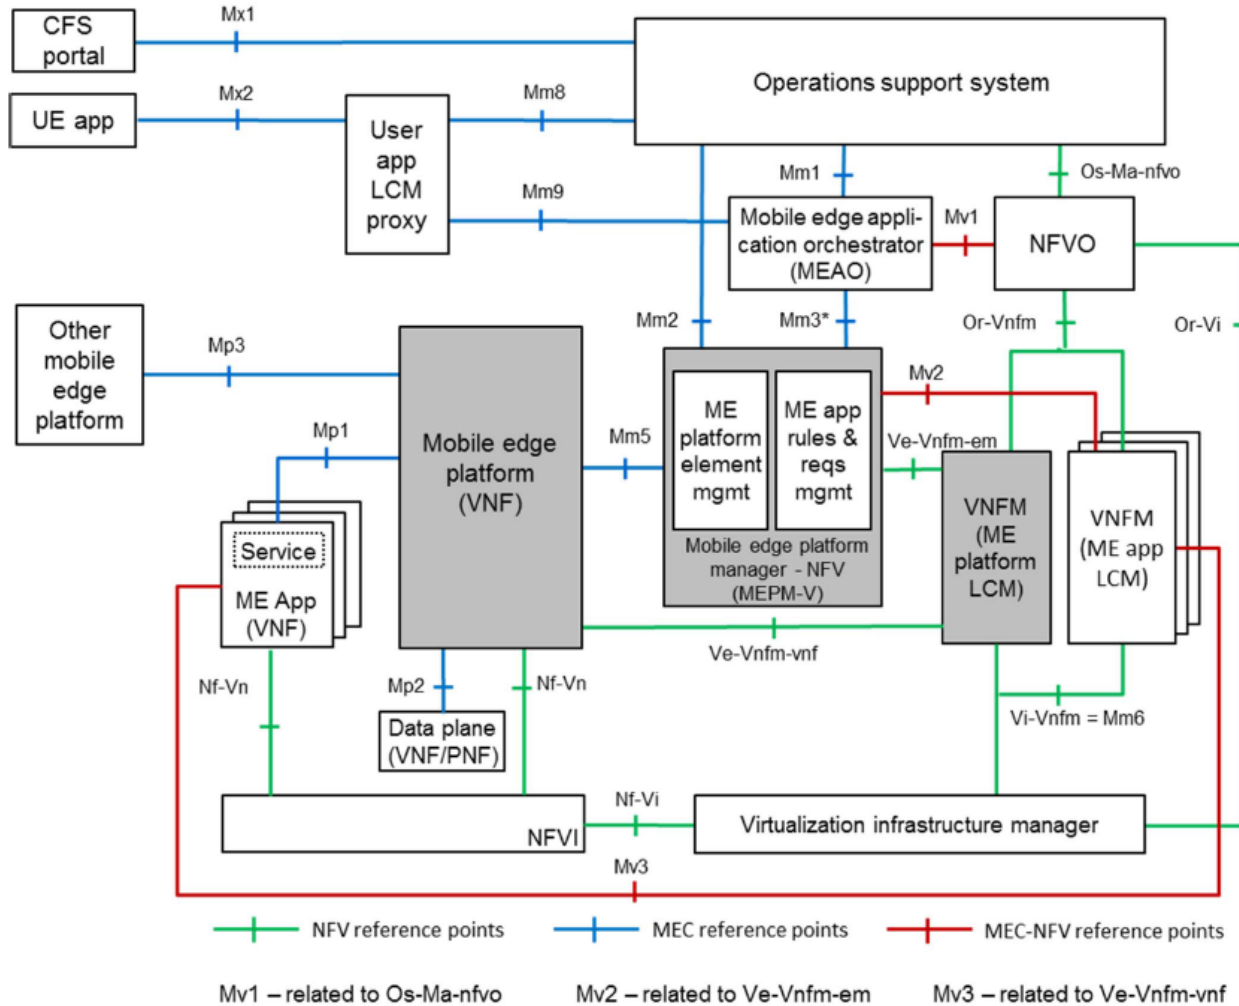 CFS
portal
Mx1
Operations support system
UE app
Mx2
User
app
LCM
proxy
Mm8
Mm9
Mm1
Os-Ma-nfvo
Mobile edge appli-
cation orchestrator
(MEAO)
Mv1
NFVO
Other
mobile
edge
platform
Mp3
Mm2
Mm3*
Or-Vnfm
Or-Vi
Mobile edge
platform
(VNF)
Mp1
Mm5
ME
platform
element
mgmt
ME app
rules &
reqs
mgmt
Mobile edge platform
manager - NFV
(MEPM-V)
Mv2
Ve-Vnfm-em
VNFM
(ME
platform
LCM)
VNFM
(ME app
LCM)
Service
ME App
(VNF)
Ve-Vnfm-vnf
Nf-Vn
Mp2
Nf-Vn
Data plane
(VNF/PNF)
Vi-Vnfm = Mm6
NFVI
Nf-Vi
Virtualization infrastructure manager
Mv3
NFV reference points
MEC reference points
MEC-NFV reference points
Mv1 – related to Os-Ma-nfvo
Mv2 – related to Ve-Vnfm-em
Mv3 – related to Ve-Vnfm-vnf